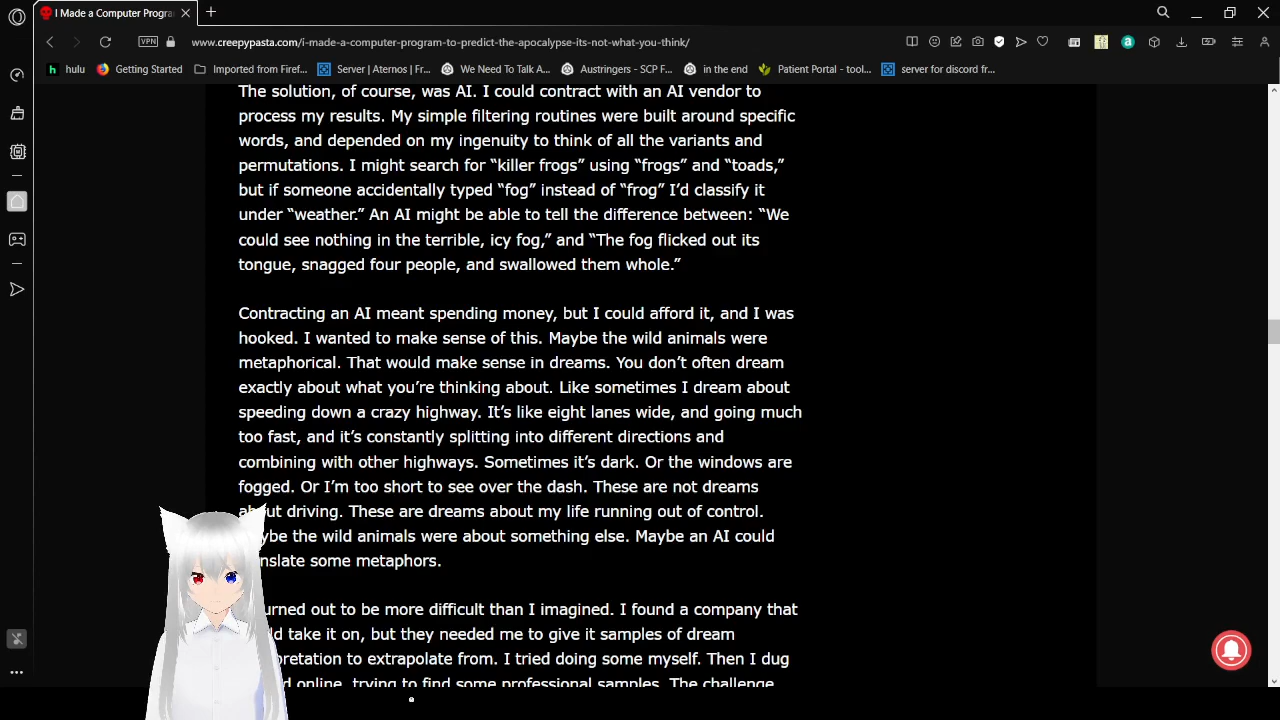 I Made a Computer Progra
www.creepypasta.com/i-made-a-computer-program-to-predict-the-apocalypse-its-not-what-you-think/
VPN
hulu
Getting Started
Imported from Firef...
Server | Aternos | Fr...
We Need To Talk A...
Austringers - SCP F...
in the end
Patient Portal - tool...
server for discord fr...
The solution, of course, was AI. I could contract with an AI vendor to
process my results. My simple filtering routines were built around specific
words, and depended on my ingenuity to think of all the variants and
permutations. I might search for “killer frogs” using “frogs” and “toads,”
but if someone accidentally typed “fog” instead of “frog” I’d classify it
under “weather.” An AI might be able to tell the difference between: “We
could see nothing in the terrible, icy fog,” and “The fog flicked out its
tongue, snagged four people, and swallowed them whole.”
Contracting an AI meant spending money, but I could afford it, and I was
hooked. I wanted to make sense of this. Maybe the wild animals were
metaphorical. That would make sense in dreams. You don’t often dream
exactly about what you’re thinking about. Like sometimes I dream about
speeding down a crazy highway. It’s like eight lanes wide, and going much
too fast, and it’s constantly splitting into different directions and
combining with other highways. Sometimes it’s dark. Or the windows are
fogged. Or I’m too short to see over the dash. These are not dreams
about driving. These are dreams about my life running out of control.
ybe the wild animals were about something else. Maybe an AI could
nslate some metaphors.
urned out to be more difficult than I imagined. I found a company that
ld take it on, but they needed me to give it samples of dream
pretation to extrapolate from. I tried doing some myself. Then I dug
d online, trying to find some professional samples. The challenge